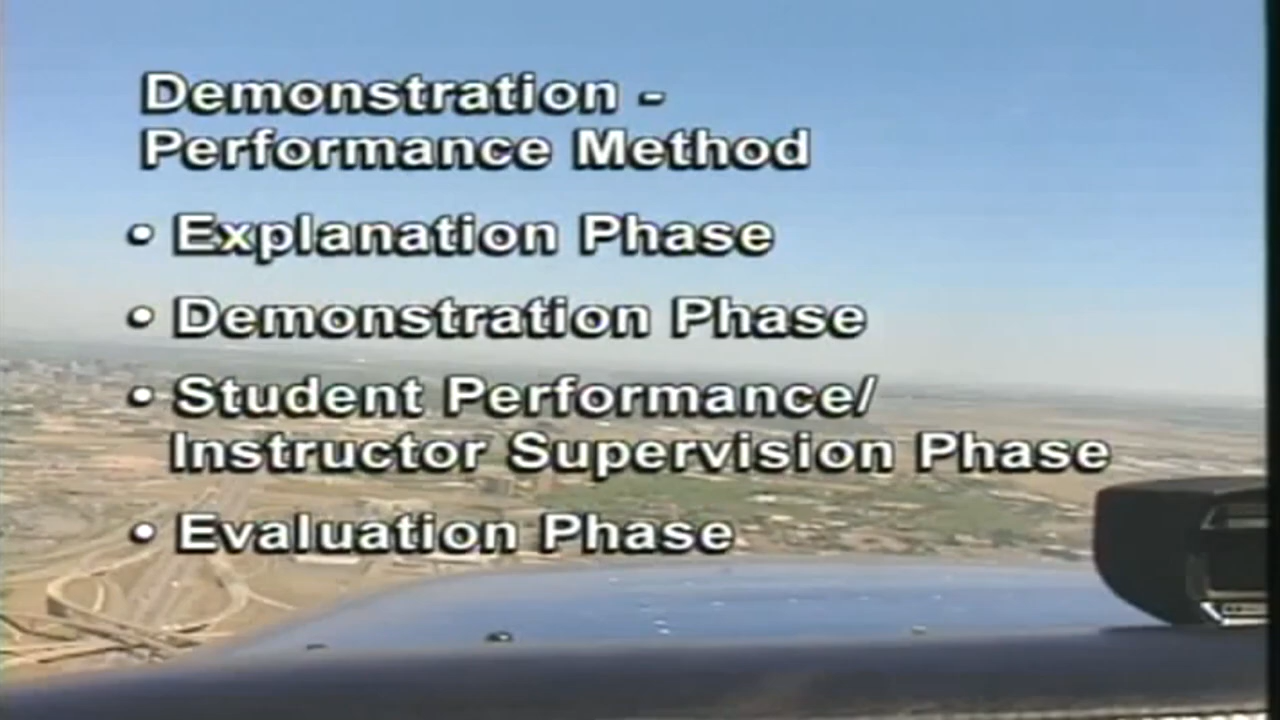 Demonstration -
Performance Method
• Explanation Phase
• Demonstration Phase
• Student Performance/
Instructor Supervision Phase
• Evaluation Phase